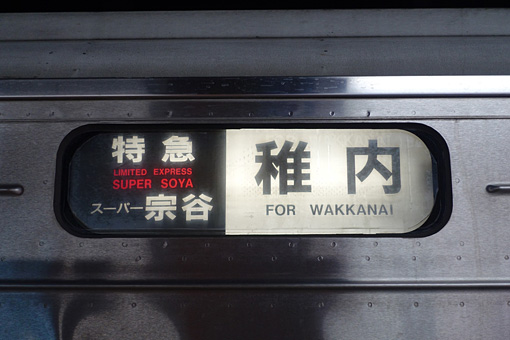 特急
LIMITED EXPRESS
SUPER SOYA
スーパー宗谷
稚内
FOR WAKKANAI